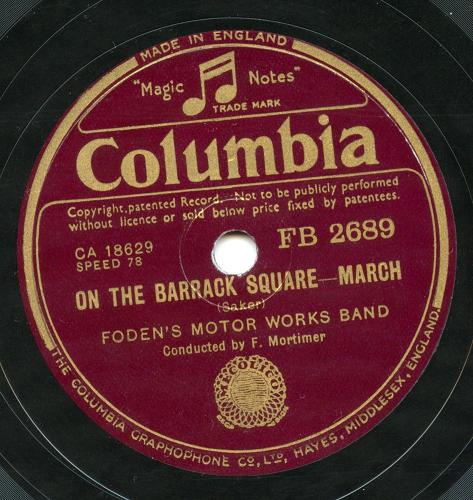 MADE IN ENGLAND
"Magic Notes"
TRADE MARK
Columbia
Copyright, patented Record. Not to be publicly performed
without licence or sold below price fixed by patentees.
CA 18629
SPEED 78
FB 2689
ON THE BARRACK SQUARE—MARCH
(Saker)
FODEN'S MOTOR WORKS BAND
Conducted by F. Mortimer
THE COLUMBIA GRAPHOPHONE CO, LTD, HAYES, MIDDLESEX, ENGLAND.